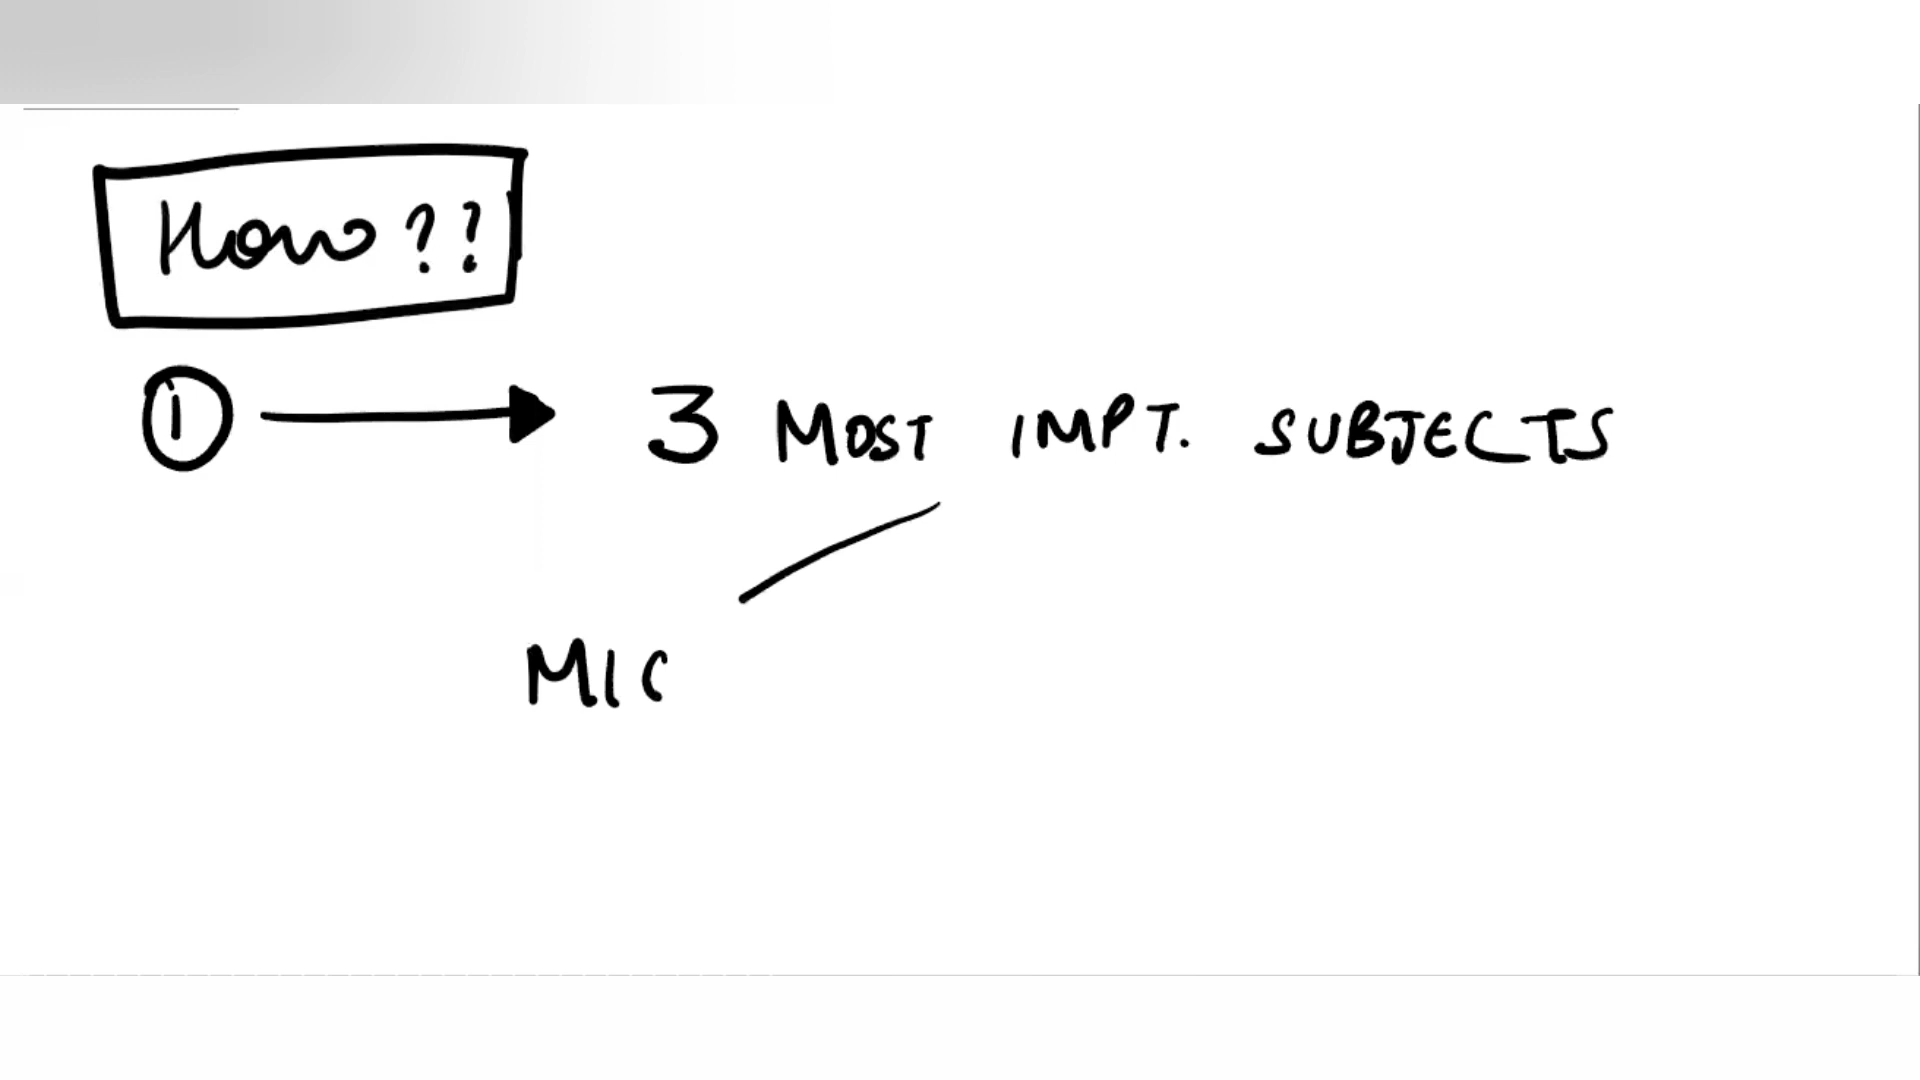 How ??
1 → 3 MOST IMPT. SUBJECTS
MIC